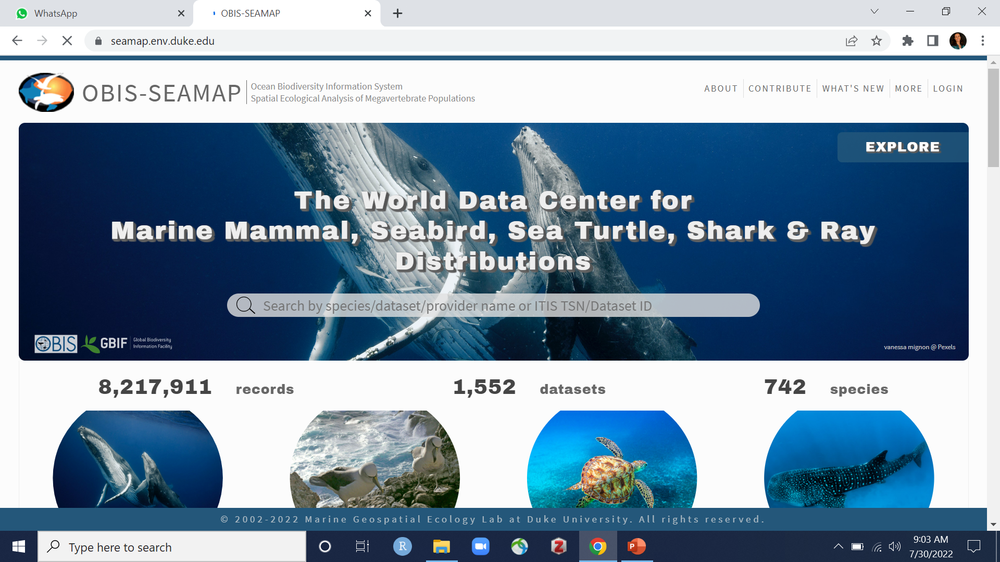 WhatsApp
OBIS-SEAMAP
seamap.env.duke.edu
OBIS-SEAMAP
Ocean Biodiversity Information System
Spatial Ecological Analysis of Megavertebrate Populations
ABOUT
CONTRIBUTE
WHAT'S NEW
MORE
LOGIN
EXPLORE
The World Data Center for
Marine Mammal, Seabird, Sea Turtle, Shark & Ray
Distributions
Search by species/dataset/provider name or ITIS TSN/Dataset ID
OBIS
GBIF
Global Biodiversity
Information Facility
vanessa mignon @ Pexels
8,217,911 records
1,552 datasets
742 species
© 2002-2022 Marine Geospatial Ecology Lab at Duke University. All rights reserved.
Type here to search
R
Z
P
9:03 AM
7/30/2022